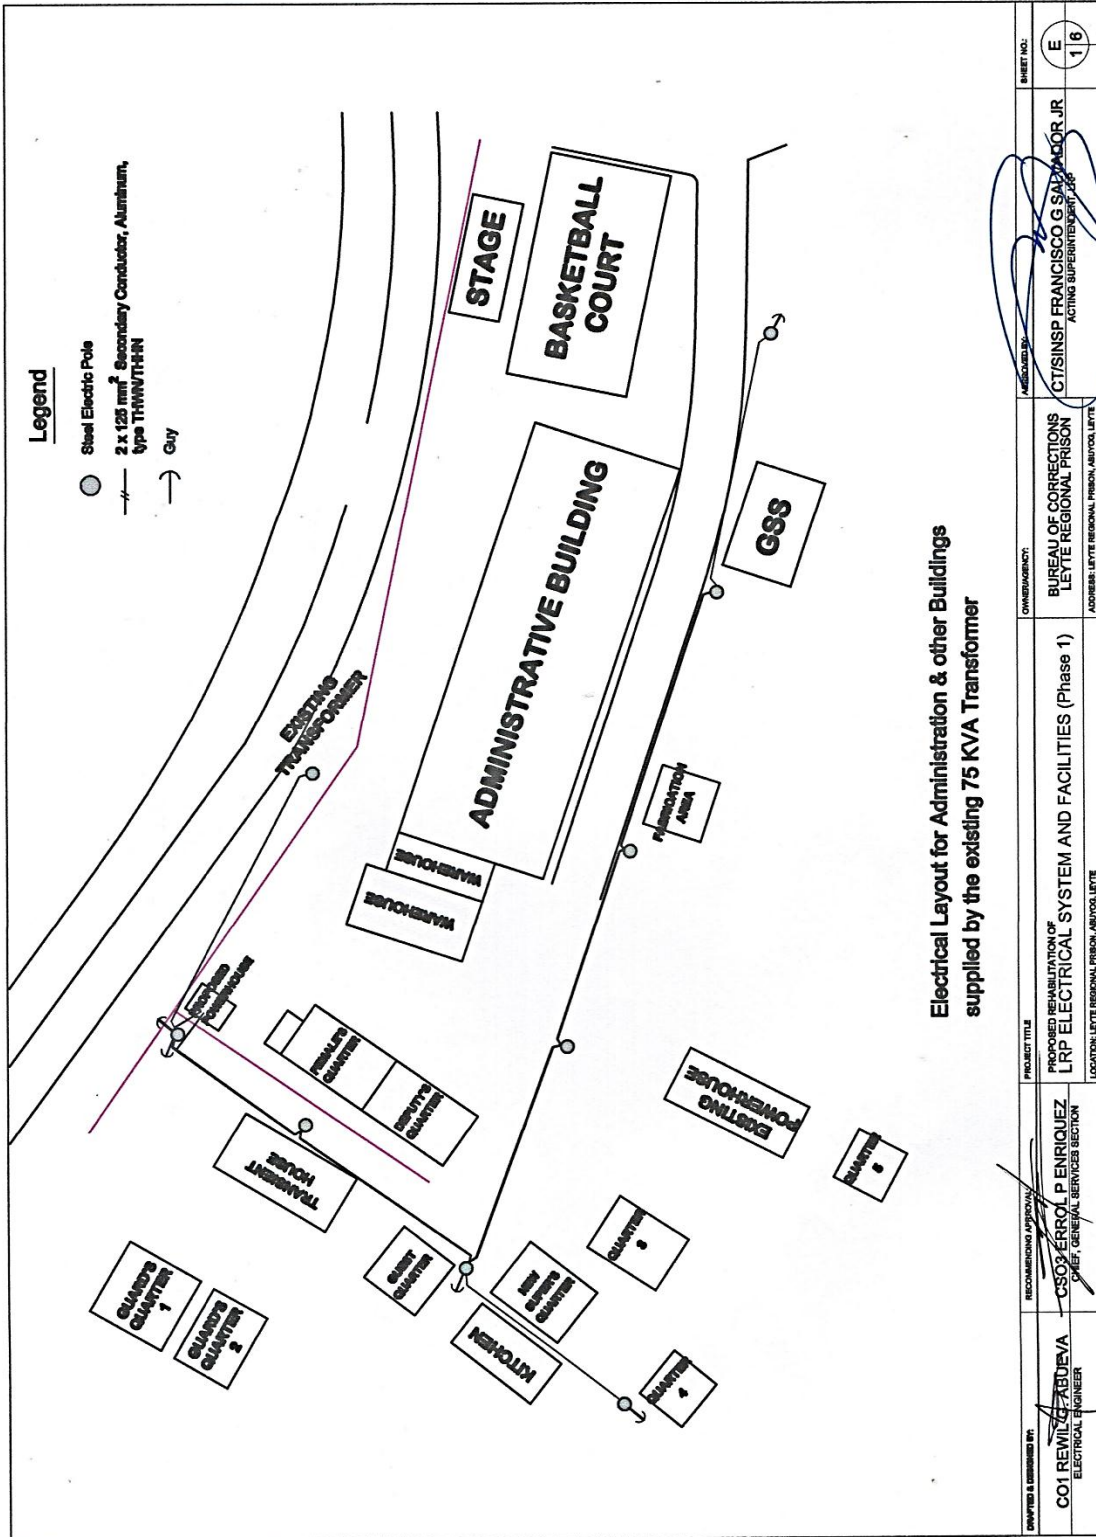 Legend
Steel Electric Pole
2 x 125 mm² Secondary Conductor, Aluminum,
type THWN/THHN
Guy
EXISTING
TRANSFORMER
STAGE
BASKETBALL
COURT
ADMINISTRATIVE BUILDING
WAREHOUSE
WAREHOUSE
PROPOSED
POWERHOUSE
FEMALE'S
QUARTER
DEPUTY'S
QUARTER
TRANSIENT
HOUSE
GUARD'S
QUARTER
1
GUARD'S
QUARTER
2
GUEST
QUARTER
KITCHEN
NEW
SUPER'S
QUARTER
QUARTER
3
QUARTER
4
QUARTER
5
EXISTING
POWERHOUSE
FABRICATION
AREA
GSS
Electrical Layout for Administration & other Buildings
supplied by the existing 75 KVA Transformer
DRAFTED & DESIGNED BY:
CO1 REWIL G. ABUEVA
ELECTRICAL ENGINEER
RECOMMENDING APPROVAL:
CSO3 ERROL P ENRIQUEZ
CHIEF, GENERAL SERVICES SECTION
PROJECT TITLE
PROPOSED REHABILITATION OF
LRP ELECTRICAL SYSTEM AND FACILITIES (Phase 1)
LOCATION: LEYTE REGIONAL PRISON, ABUYOG, LEYTE
OWNER/AGENCY:
BUREAU OF CORRECTIONS
LEYTE REGIONAL PRISON
ADDRESS: LEYTE REGIONAL PRISON, ABUYOG, LEYTE
APPROVED BY:
CT/SINSP FRANCISCO G SALVADOR JR
ACTING SUPERINTENDENT, LRP
SHEET NO.:
E
1 6